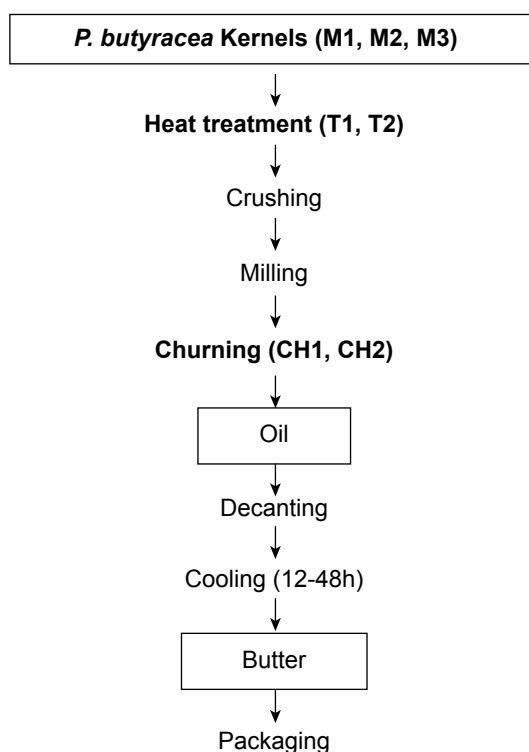 P. butyracea Kernels (M1, M2, M3)
Heat treatment (T1, T2)
Crushing
Milling
Churning (CH1, CH2)
Oil
Decanting
Cooling (12-48h)
Butter
Packaging